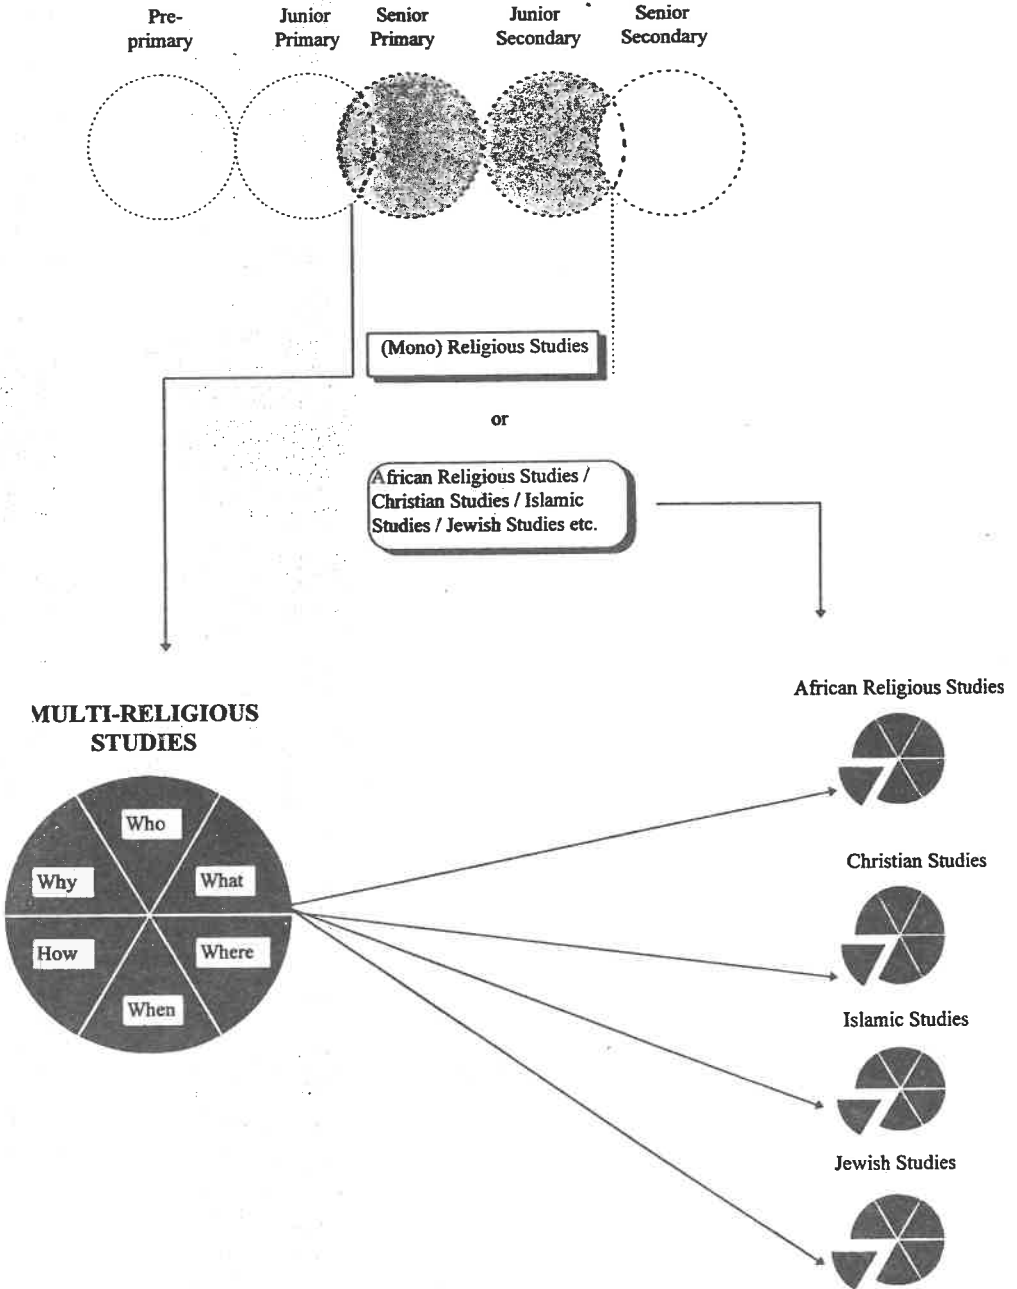 Pre-
primary
Junior
Primary
Senior
Primary
Junior
Secondary
Senior
Secondary
(Mono) Religious Studies
or
African Religious Studies /
Christian Studies / Islamic
Studies / Jewish Studies etc.
MULTI-RELIGIOUS
STUDIES
Who
Why
What
How
Where
When
African Religious Studies
Christian Studies
Islamic Studies
Jewish Studies